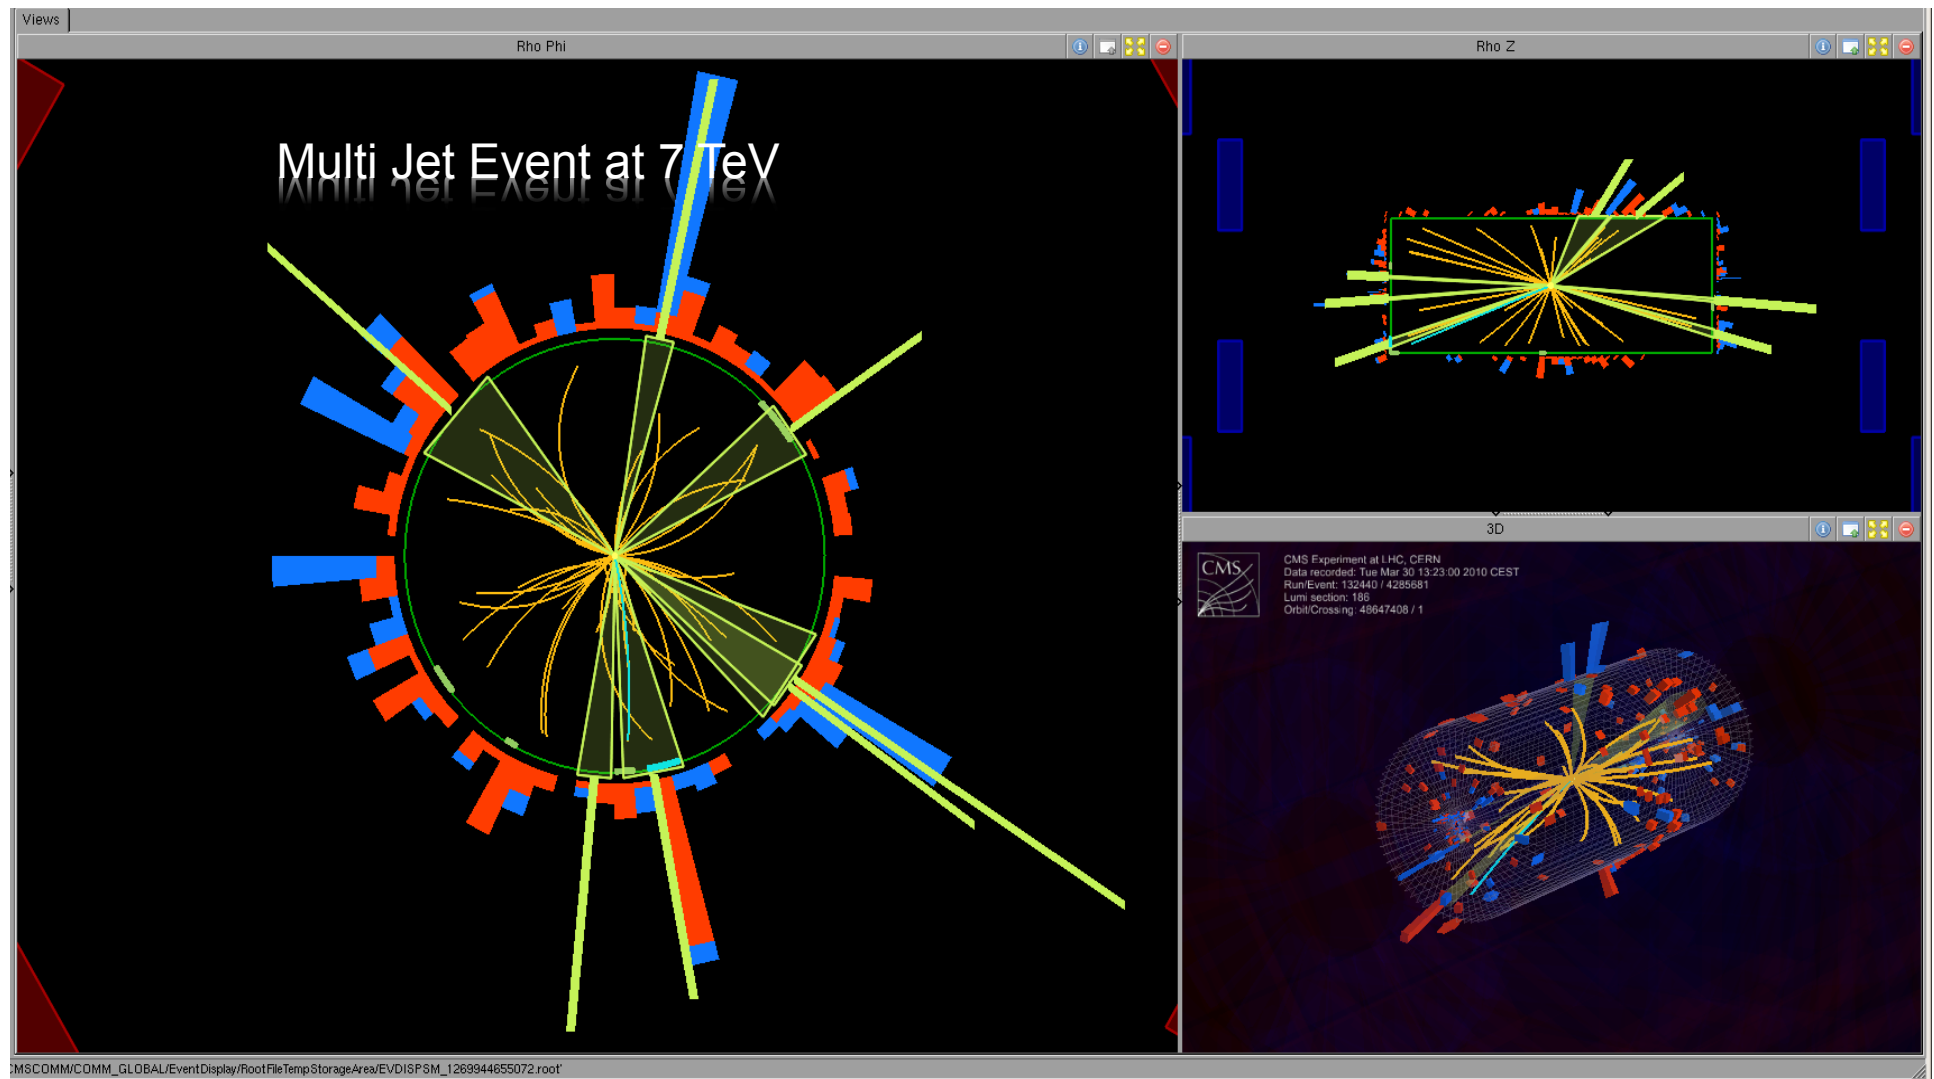 Views
Rho Phi
Multi Jet Event at 7 TeV
Rho Z
3D
CMS
CMS Experiment at LHC, CERN
Data recorded: Tue Mar 30 13:23:00 2010 CEST
Run/Event: 132440 / 4285681
Lumi section: 186
Orbit/Crossing: 48647408 / 1
MSCOMM/COMM_GLOBAL/EventDisplay/RootFileTempStorageArea/EVDISPSM_1269944655072.root'